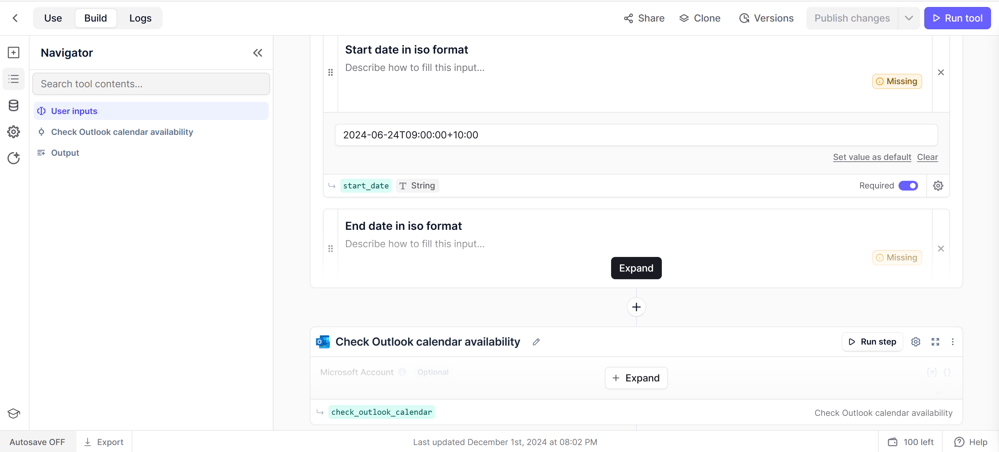 Use
Build
Logs
Share
Clone
Versions
Publish changes
Run tool
Navigator
Search tool contents...
User inputs
Check Outlook calendar availability
Output
Start date in iso format
Describe how to fill this input...
Missing
2024-06-24T09:00:00+10:00
Set value as default
Clear
start_date
String
Required
End date in iso format
Describe how to fill this input...
Missing
Expand
Check Outlook calendar availability
Run step
Microsoft Account
Optional
Expand
check_outlook_calendar
Check Outlook calendar availability
Autosave OFF
Export
Last updated December 1st, 2024 at 08:02 PM
100 left
Help